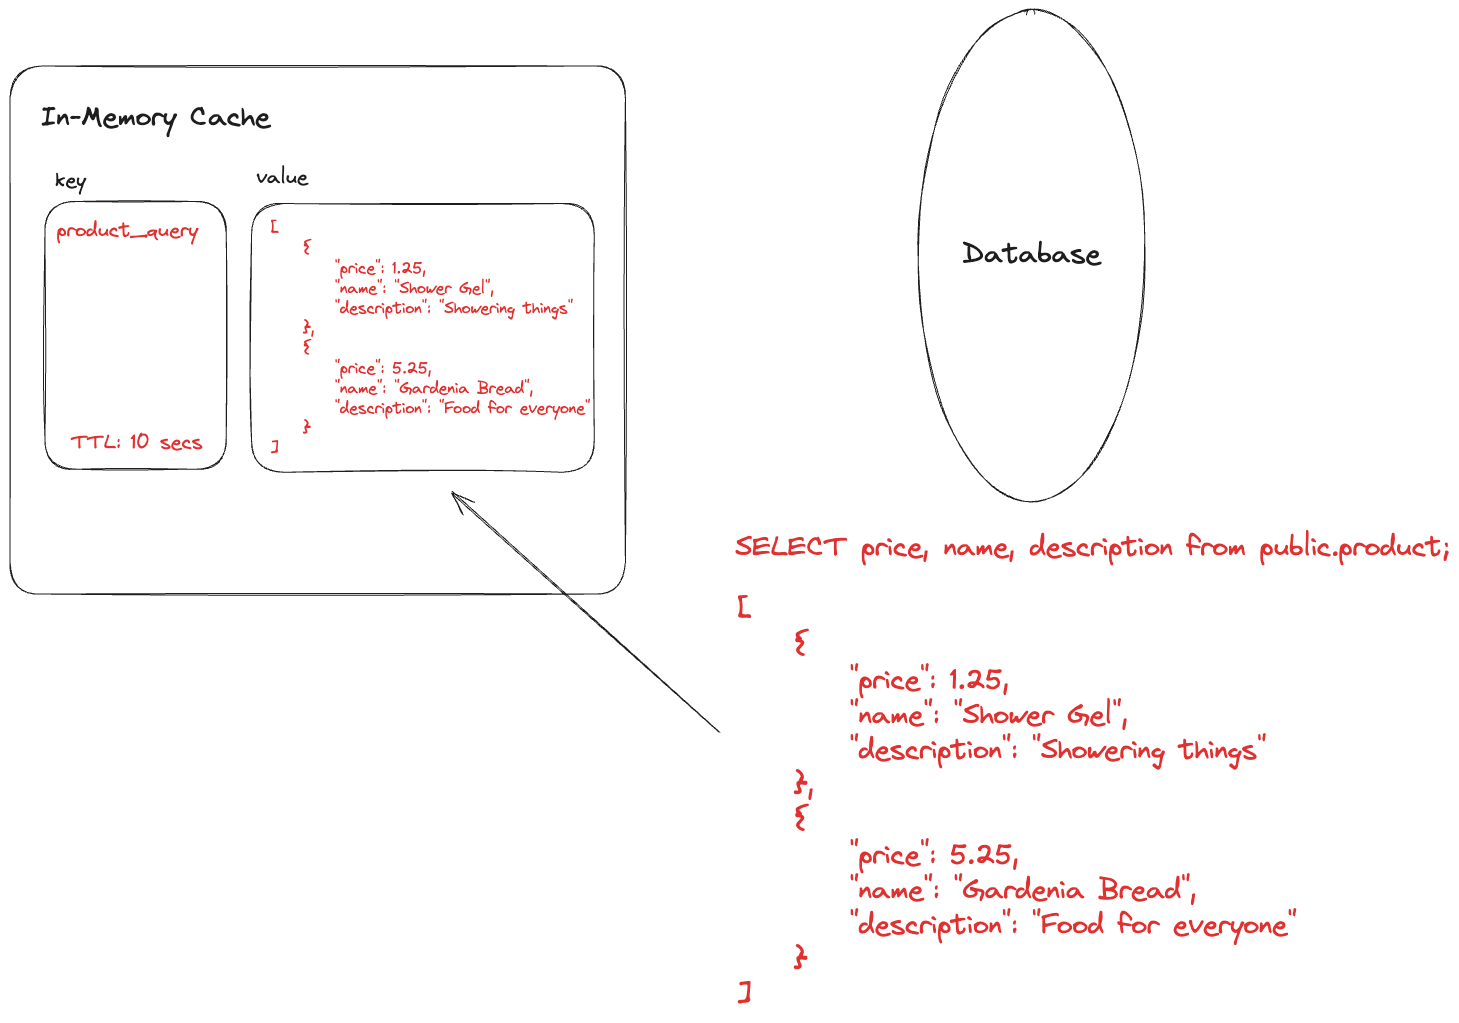 In-Memory Cache
key
value
product_query
TTL: 10 secs
[
{
"price": 1.25,
"name": "Shower Gel",
"description": "Showering things"
},
{
"price": 5.25,
"name": "Gardenia Bread",
"description": "Food for everyone"
}
]
Database
SELECT price, name, description from public.product;
[
{
"price": 1.25,
"name": "Shower Gel",
"description": "Showering things"
},
{
"price": 5.25,
"name": "Gardenia Bread",
"description": "Food for everyone"
}
]